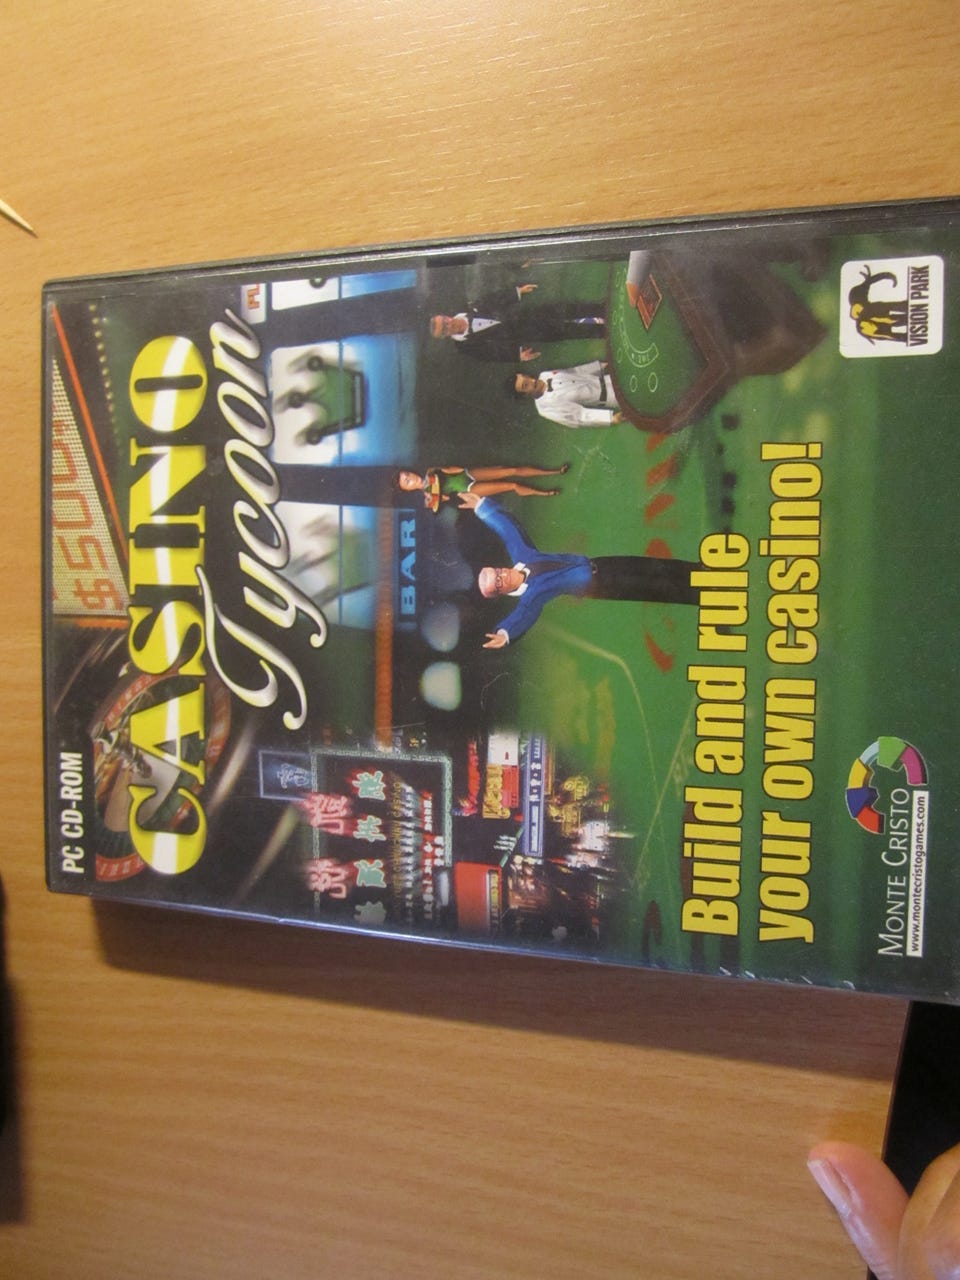 PC CD-ROM
$500
CASINO
Tycoon
BAR
Build and rule
your own casino!
MONTE CRISTO
www.montecristogames.com
VISION PARK